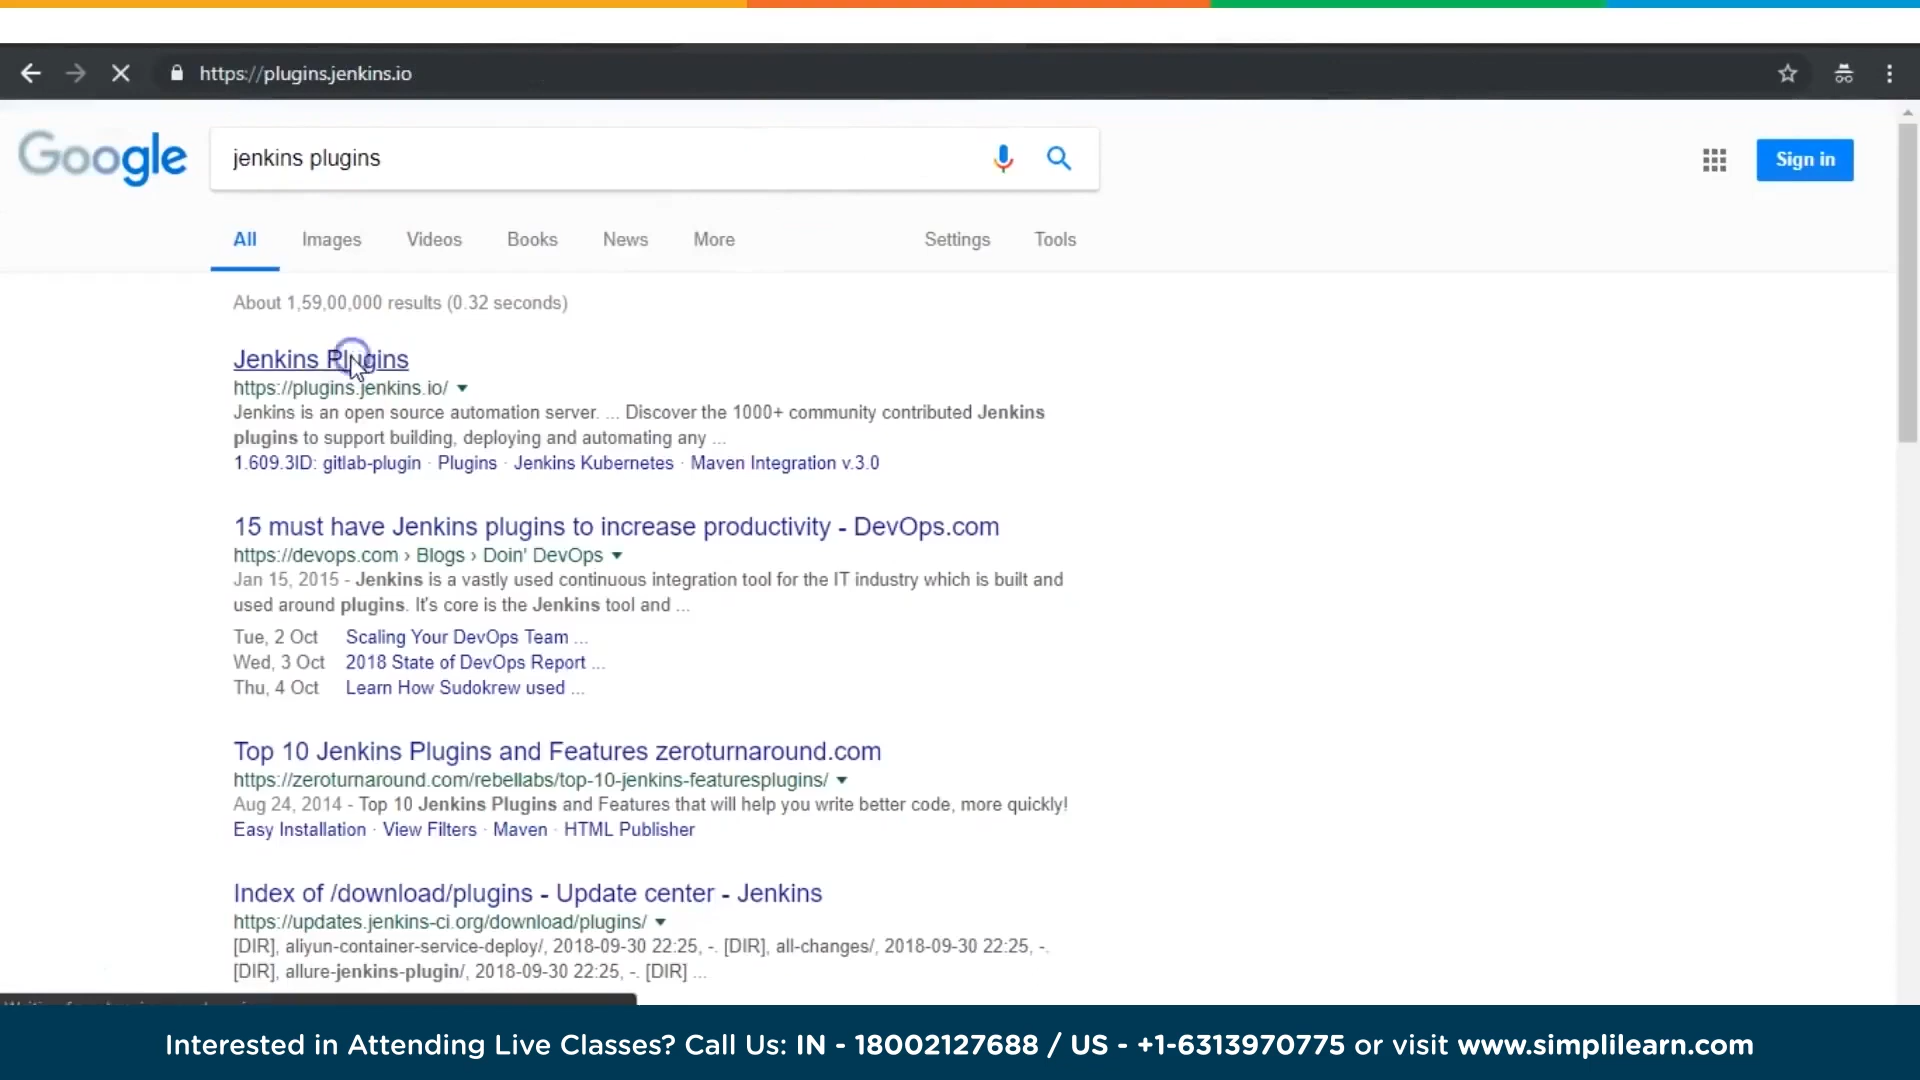 https://plugins.jenkins.io
Google
jenkins plugins
Sign in
All Images Videos Books News More Settings Tools
About 1,59,00,000 results (0.32 seconds)
Jenkins Plugins
https://plugins.jenkins.io/
Jenkins is an open source automation server. ... Discover the 1000+ community contributed Jenkins
plugins to support building, deploying and automating any ...
1.609.3ID: gitlab-plugin · Plugins · Jenkins Kubernetes · Maven Integration v.3.0
15 must have Jenkins plugins to increase productivity - DevOps.com
https://devops.com › Blogs › Doin' DevOps
Jan 15, 2015 - Jenkins is a vastly used continuous integration tool for the IT industry which is built and
used around plugins. It's core is the Jenkins tool and ...
Tue, 2 Oct Scaling Your DevOps Team ...
Wed, 3 Oct 2018 State of DevOps Report ...
Thu, 4 Oct Learn How Sudokrew used ...
Top 10 Jenkins Plugins and Features zeroturnaround.com
https://zeroturnaround.com/rebellabs/top-10-jenkins-featuresplugins/
Aug 24, 2014 - Top 10 Jenkins Plugins and Features that will help you write better code, more quickly!
Easy Installation · View Filters · Maven · HTML Publisher
Index of /download/plugins - Update center - Jenkins
https://updates.jenkins-ci.org/download/plugins/
[DIR], aliyun-container-service-deploy/, 2018-09-30 22:25, -. [DIR], all-changes/, 2018-09-30 22:25, -.
[DIR], allure-jenkins-plugin/, 2018-09-30 22:25, -. [DIR] ...
Interested in Attending Live Classes? Call Us: IN - 18002127688 / US - +1-6313970775 or visit www.simplilearn.com